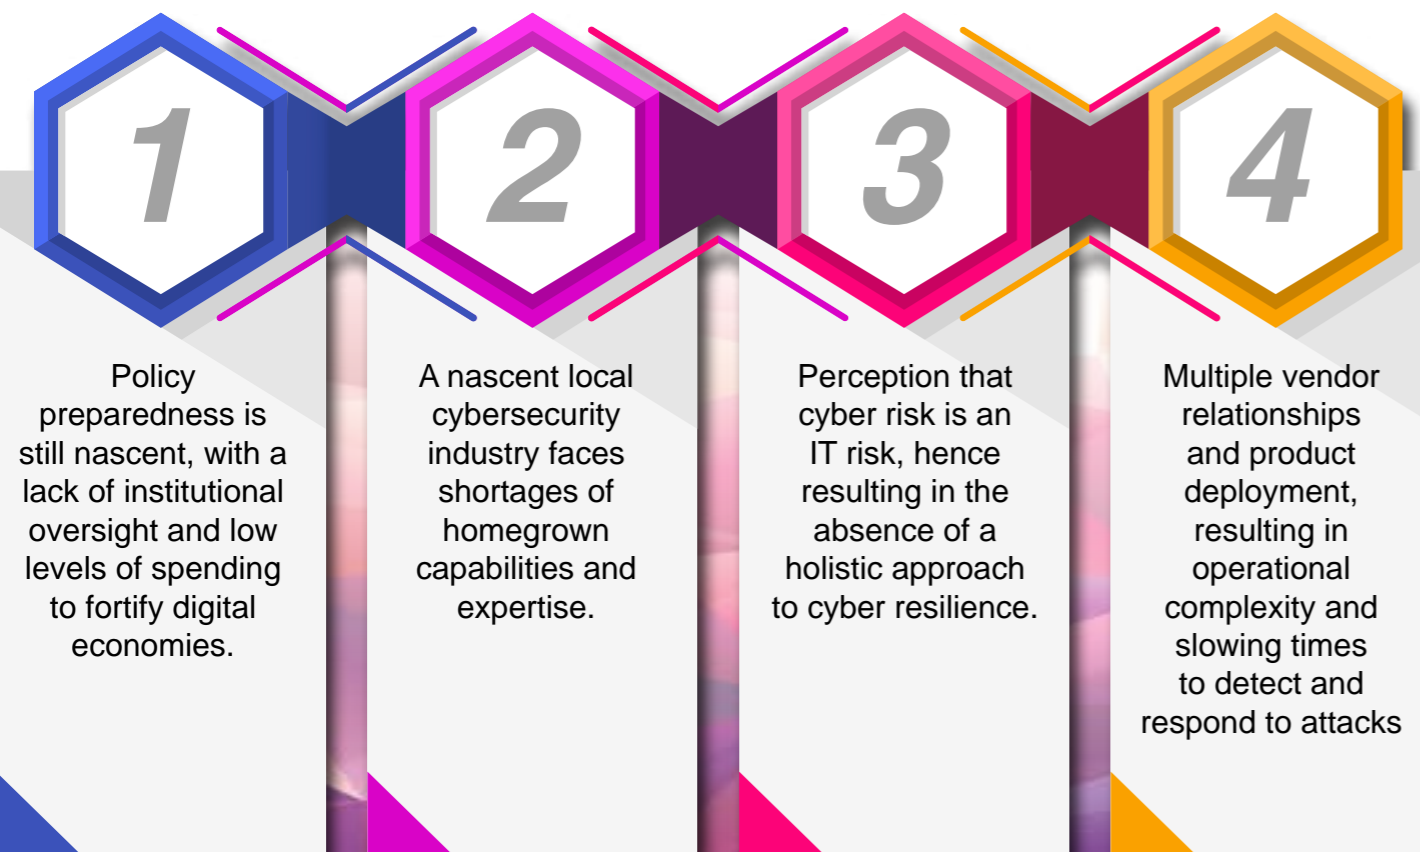 1
Policy
preparedness is
still nascent, with a
lack of institutional
oversight and low
levels of spending
to fortify digital
economies.
2
A nascent local
cybersecurity
industry faces
shortages of
homegrown
capabilities and
expertise.
3
Perception that
cyber risk is an
IT risk, hence
resulting in the
absence of a
holistic approach
to cyber resilience.
4
Multiple vendor
relationships
and product
deployment,
resulting in
operational
complexity and
slowing times
to detect and
respond to attacks